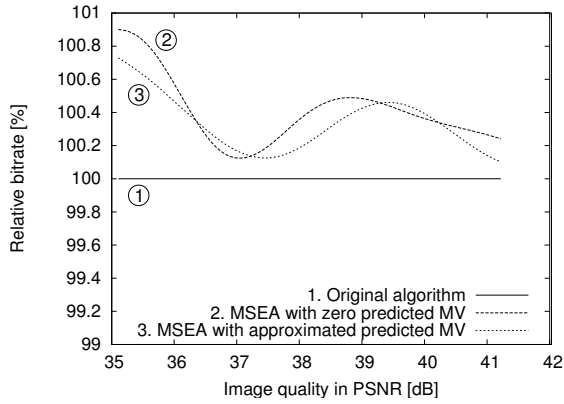 Relative bitrate [%]
101
100.8
100.6
100.4
100.2
100
99.8
99.6
99.4
99.2
99
2
3
1
1. Original algorithm
2. MSEA with zero predicted MV
3. MSEA with approximated predicted MV
35 36 37 38 39 40 41 42
Image quality in PSNR [dB]